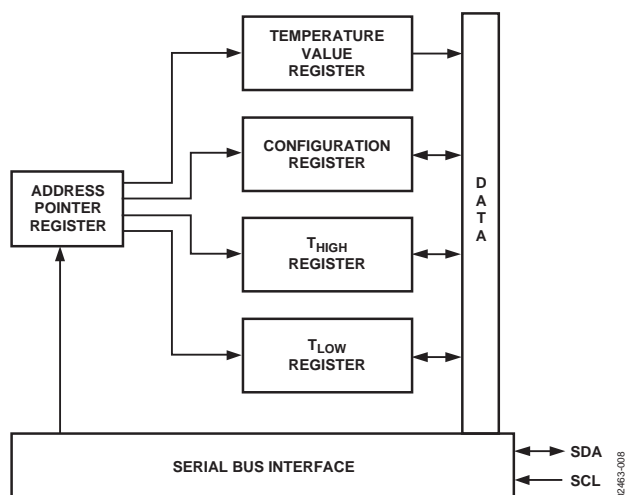 TEMPERATURE
VALUE
REGISTER
CONFIGURATION
REGISTER
ADDRESS
POINTER
REGISTER
THIGH
REGISTER
TLOW
REGISTER
D
A
T
A
SERIAL BUS INTERFACE
SDA
SCL
02463-008